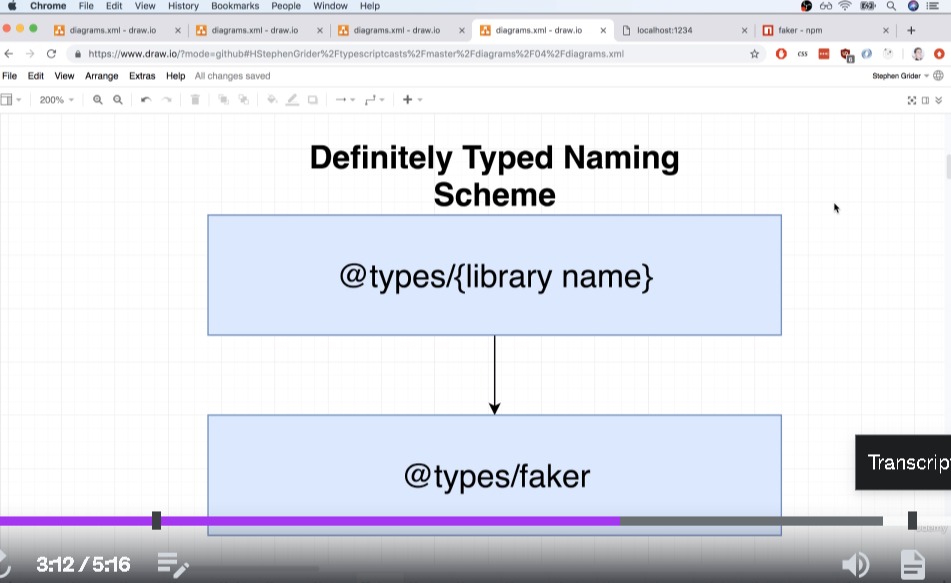 Chrome File Edit View History Bookmarks People Window Help
diagrams.xml - draw.io diagrams.xml - draw.io diagrams.xml - draw.io diagrams.xml - draw.io localhost:1234 faker - npm
https://www.draw.io/?mode=github#HStephenGrider%2Ftypescriptcasts%2Fmaster%2Fdiagrams%2F04%2Fdiagrams.xml
CSS
File Edit View Arrange Extras Help All changes saved
Stephen Grider
200%
Definitely Typed Naming
Scheme
@types/{library name}
@types/faker
Transcrip
3:12 / 5:16